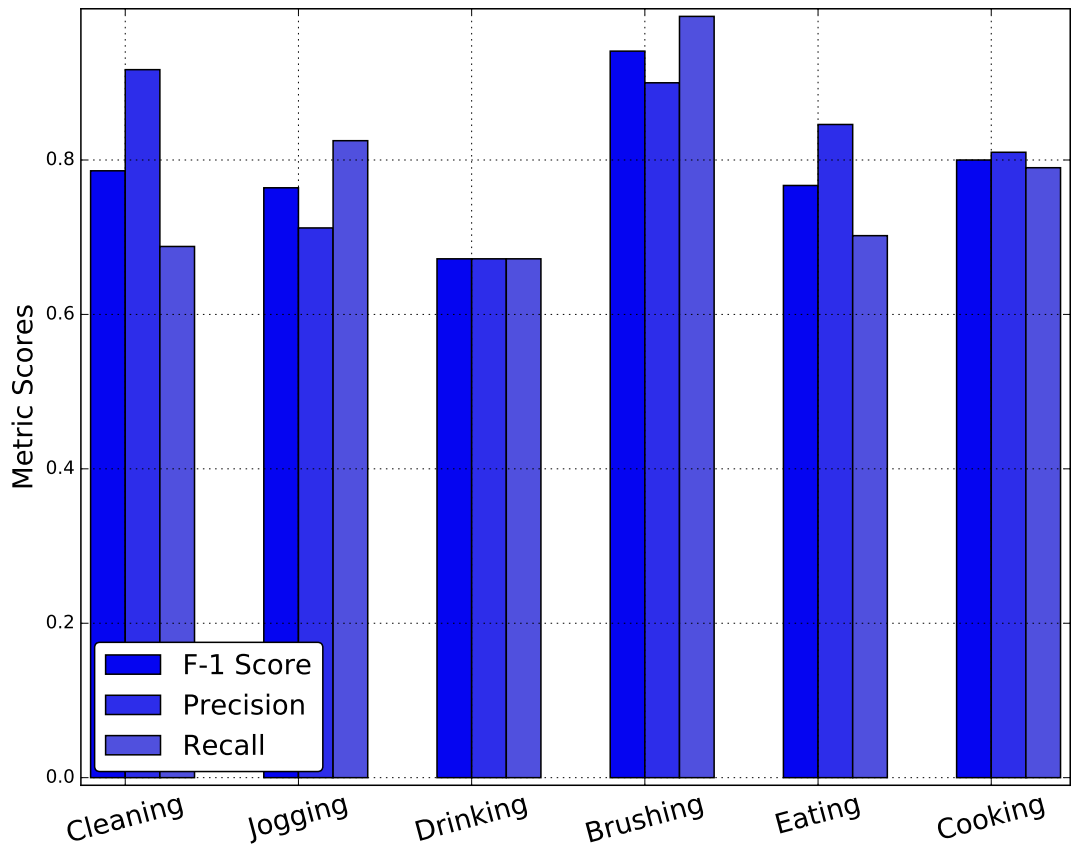 Metric Scores
0.8
0.6
0.4
0.2
0.0
F-1 Score
Precision
Recall
Cleaning
Jogging
Drinking
Brushing
Eating
Cooking